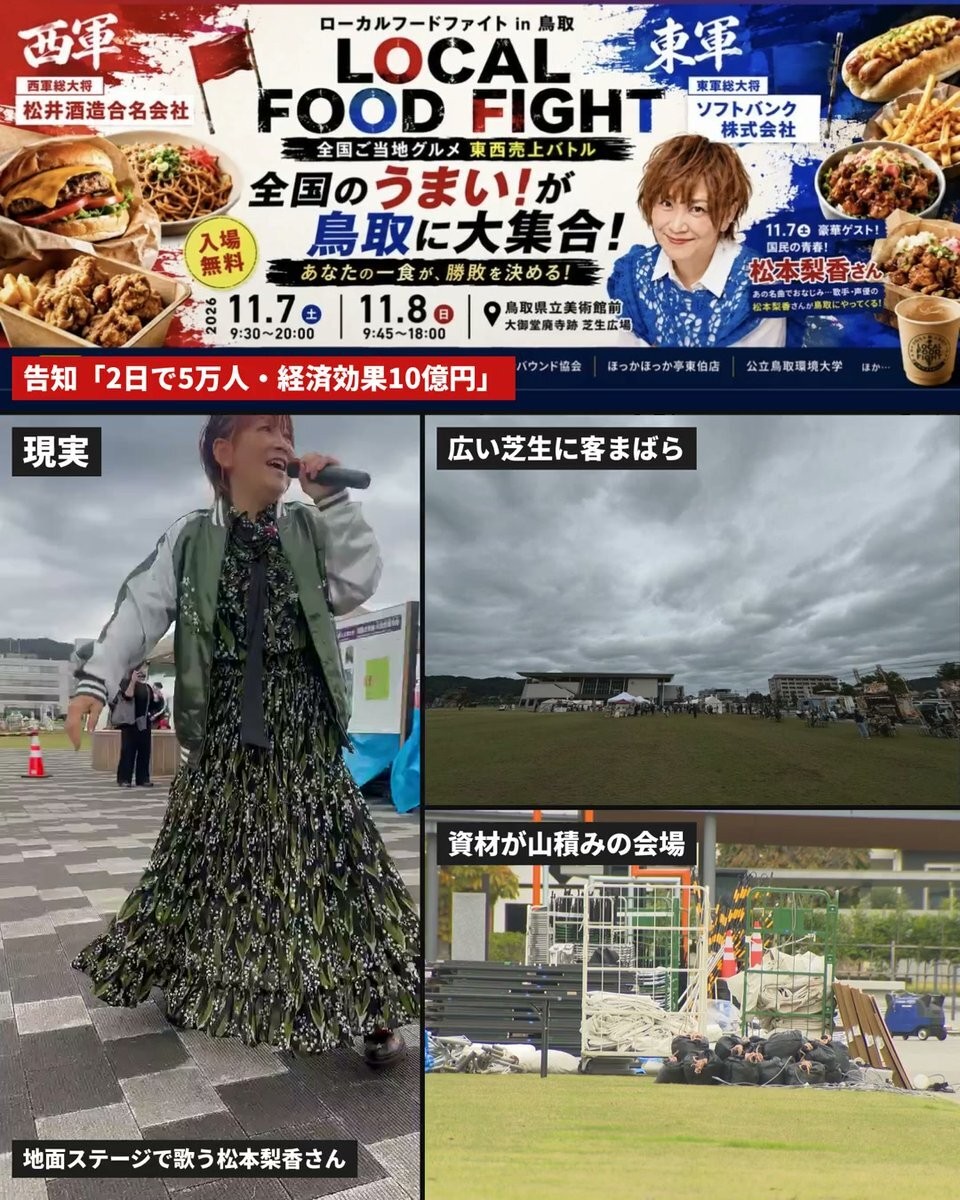 ローカルフードファイト in 鳥取
LOCAL
FOOD FIGHT
全国ご当地グルメ 東西売上バトル
西軍
西軍総大将
松井酒造合名会社
東軍
東軍総大将
ソフトバンク
株式会社
全国のうまい!が
鳥取に大集合!
入場
無料
あなたの一食が、勝敗を決める!
2026
11.7 土
9:30～20:00
11.8 日
9:45～18:00
鳥取県立美術館前
大御堂廃寺跡 芝生広場
11.7 土 豪華ゲスト!
国民の青春!
松本梨香さん
あの名曲でおなじみ…歌手・声優の
松本梨香さんが鳥取にやってくる!
LOCAL
FOOD
FIGHT
バウンド協会 | ほっかほっか亭東伯店 | 公立鳥取環境大学 ほか…
告知「2日で5万人・経済効果10億円」
現実
広い芝生に客まばら
資材が山積みの会場
地面ステージで歌う松本梨香さん